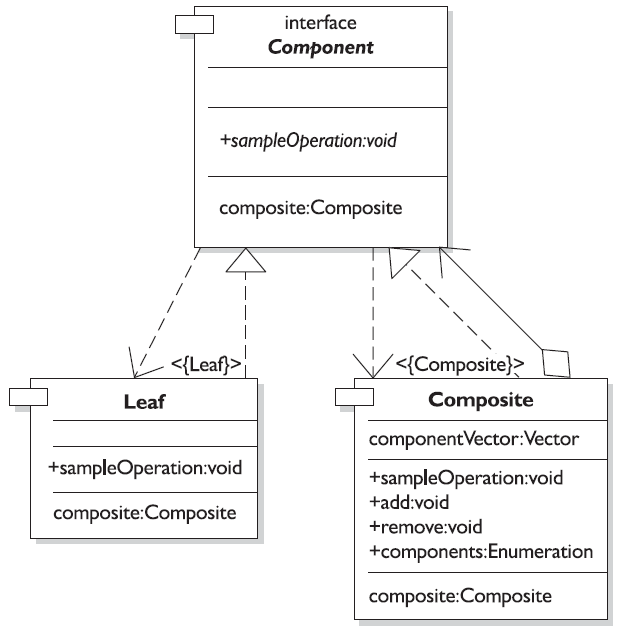 interface
Component
+sampleOperation:void
composite:Composite
<{Leaf}>
<{Composite}>
Leaf
+sampleOperation:void
composite:Composite
Composite
componentVector:Vector
+sampleOperation:void
+add:void
+remove:void
+components:Enumeration
composite:Composite